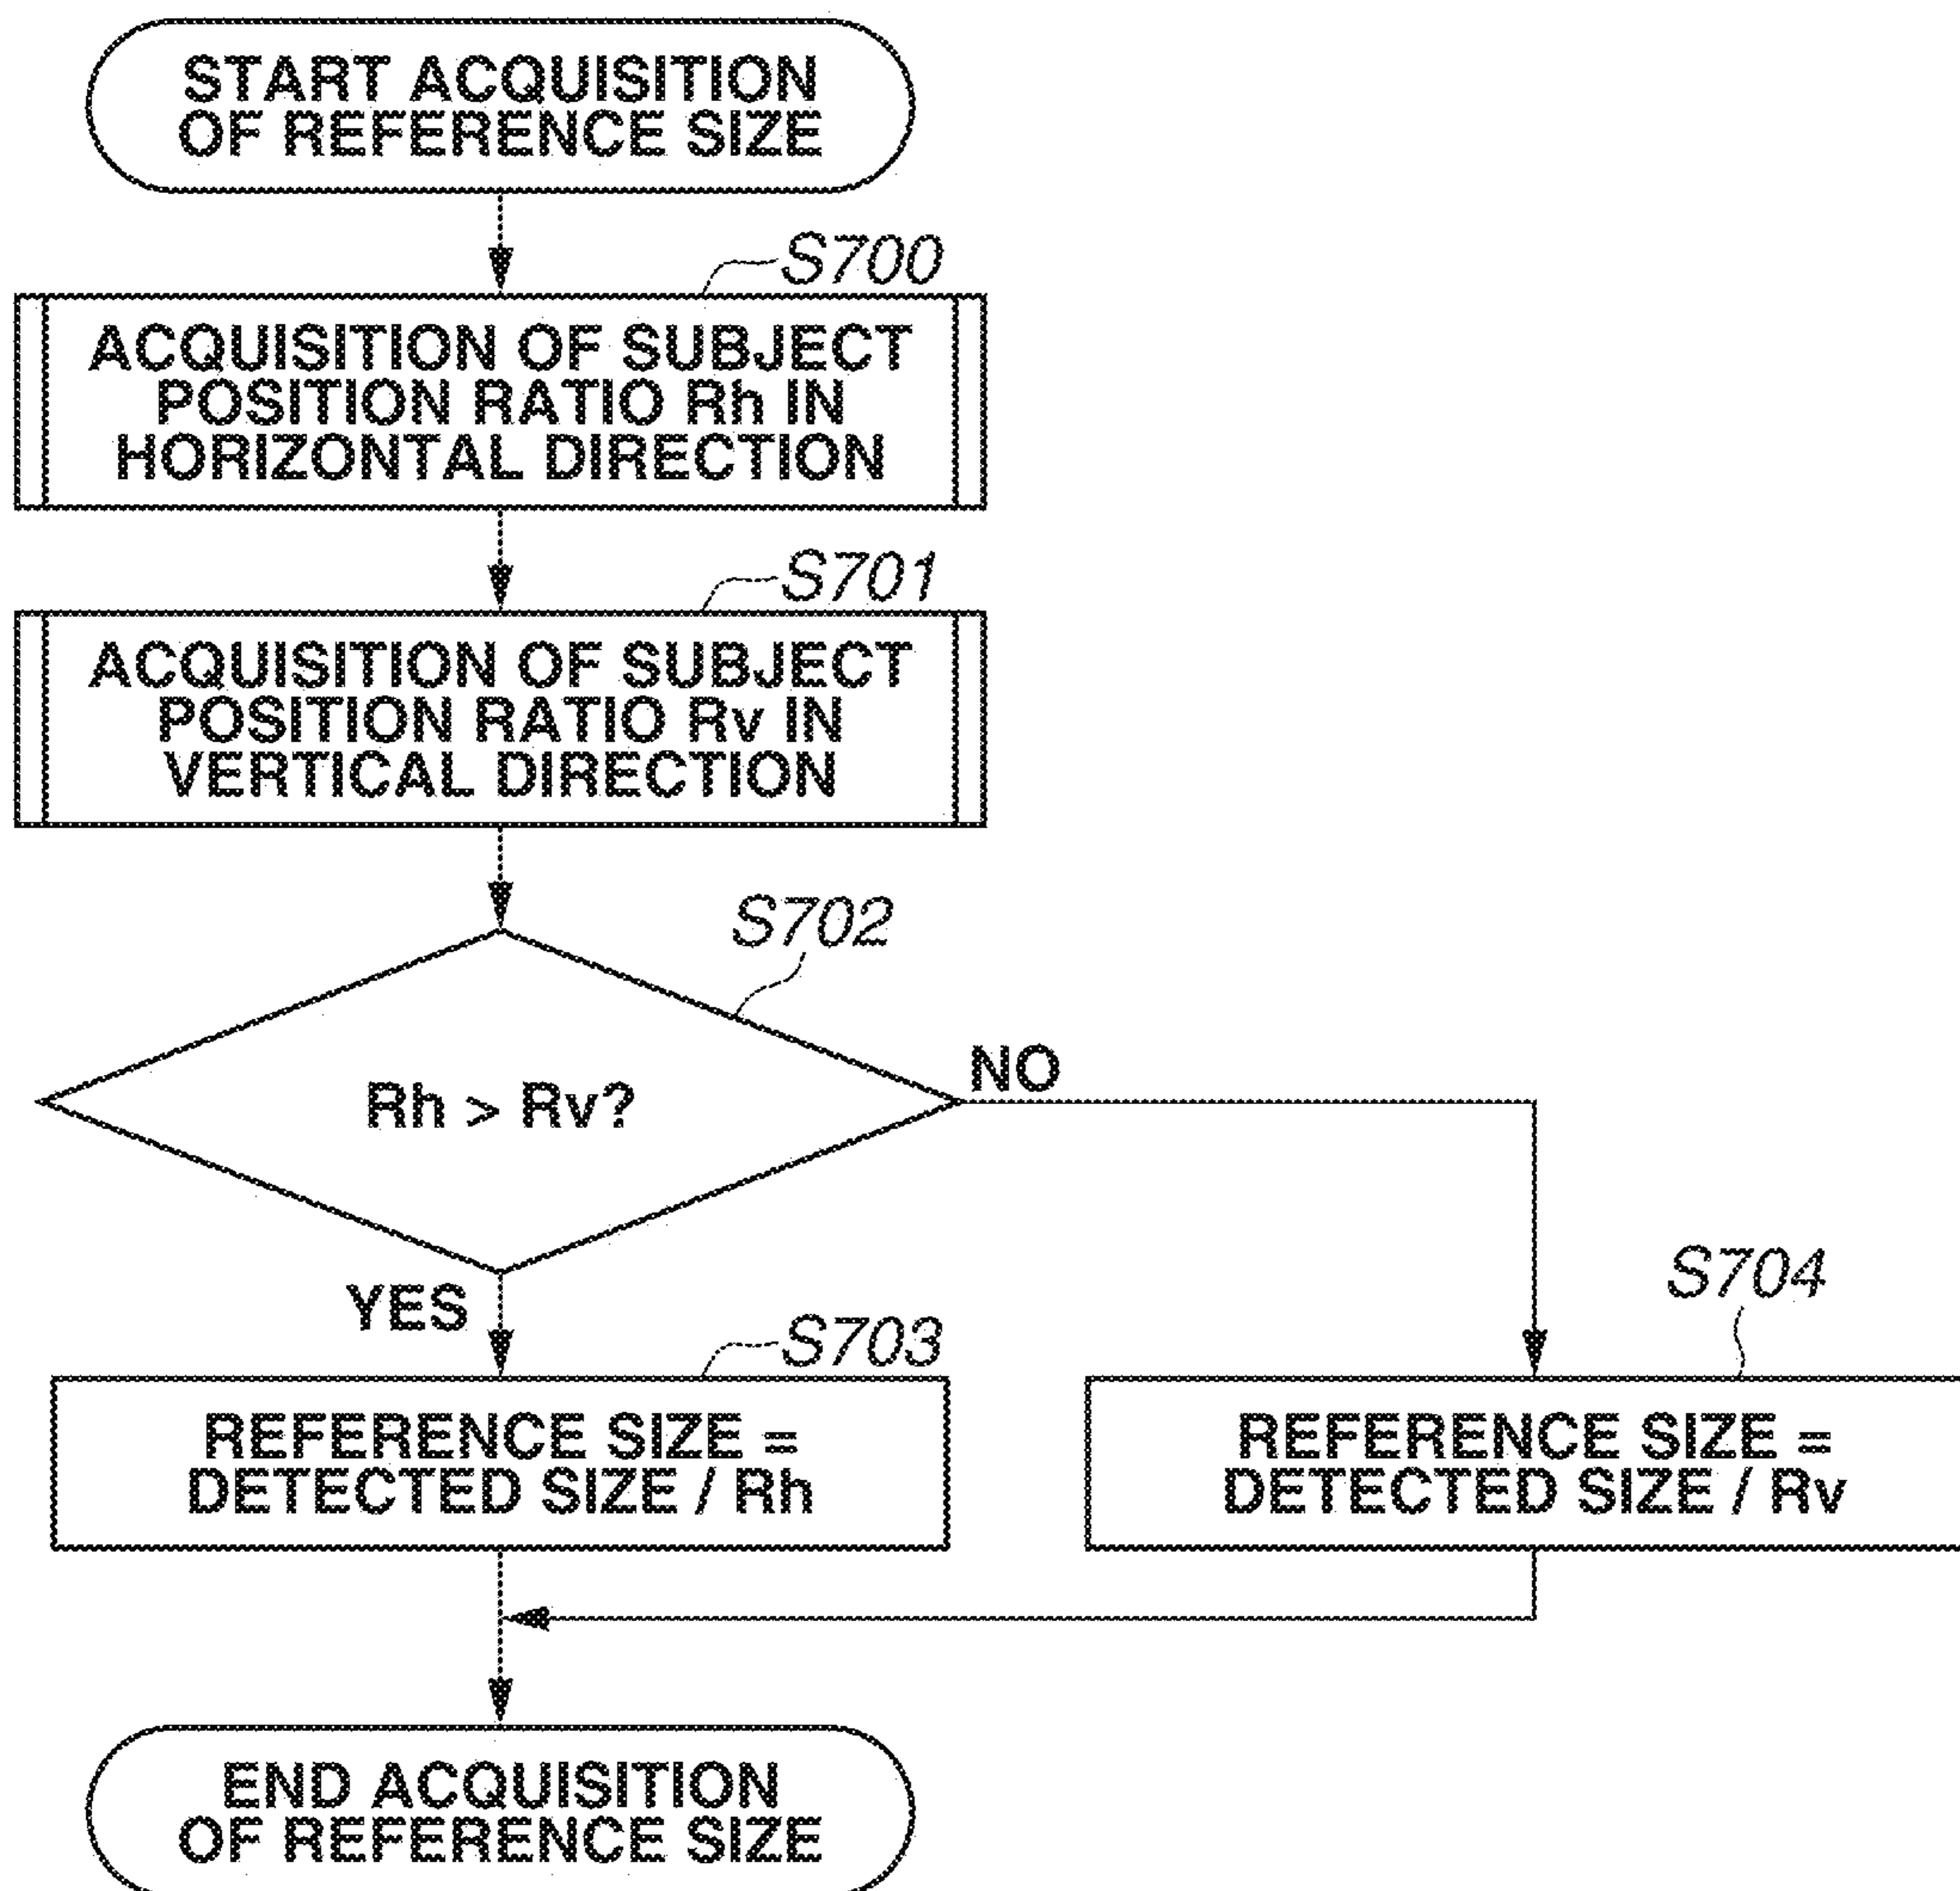 START ACQUISITION
OF REFERENCE SIZE
S700
ACQUISITION OF SUBJECT
POSITION RATIO Rh IN
HORIZONTAL DIRECTION
S701
ACQUISITION OF SUBJECT
POSITION RATIO Rv IN
VERTICAL DIRECTION
S702
Rh > Rv?
NO
YES
S703
REFERENCE SIZE =
DETECTED SIZE / Rh
S704
REFERENCE SIZE =
DETECTED SIZE / Rv
END ACQUISITION
OF REFERENCE SIZE